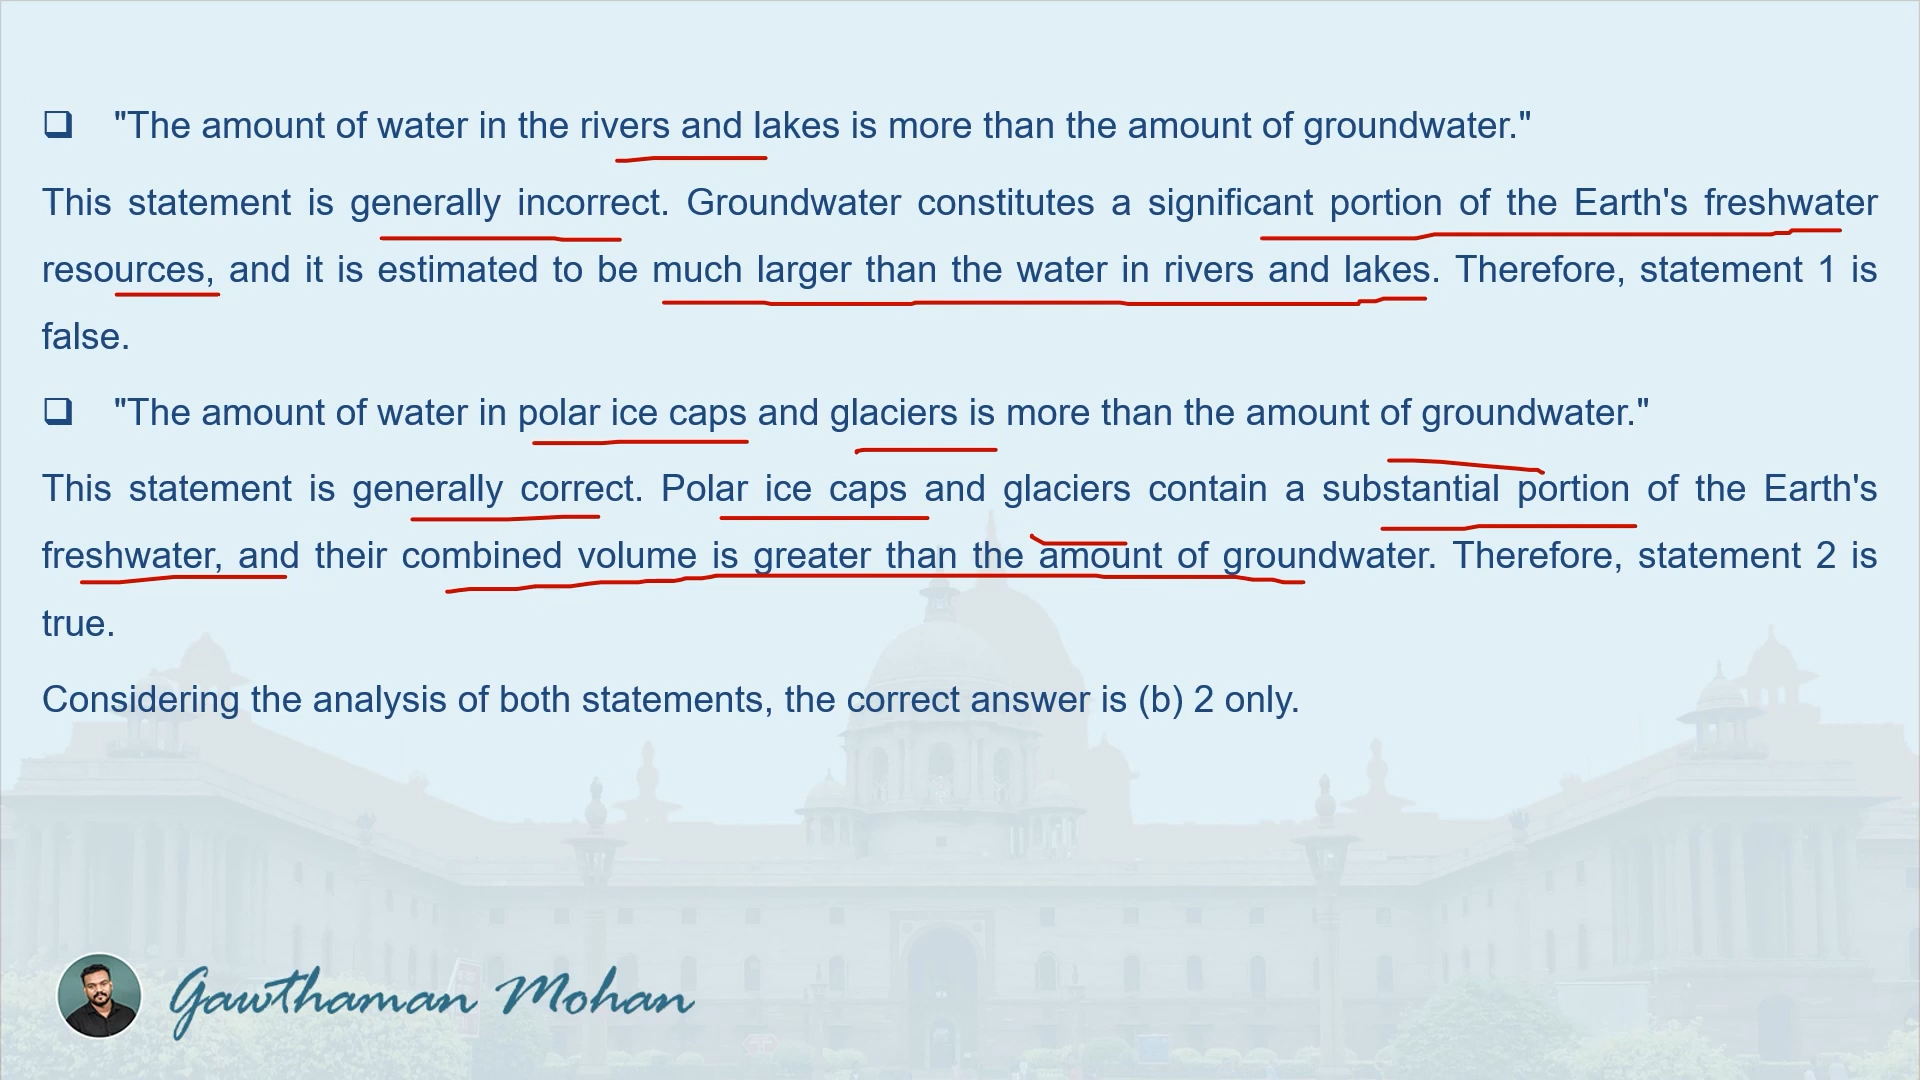 ❑ "The amount of water in the rivers and lakes is more than the amount of groundwater."
This statement is generally incorrect. Groundwater constitutes a significant portion of the Earth's freshwater
resources, and it is estimated to be much larger than the water in rivers and lakes. Therefore, statement 1 is
false.
❑ "The amount of water in polar ice caps and glaciers is more than the amount of groundwater."
This statement is generally correct. Polar ice caps and glaciers contain a substantial portion of the Earth's
freshwater, and their combined volume is greater than the amount of groundwater. Therefore, statement 2 is
true.
Considering the analysis of both statements, the correct answer is (b) 2 only.
Gawthaman Mohan